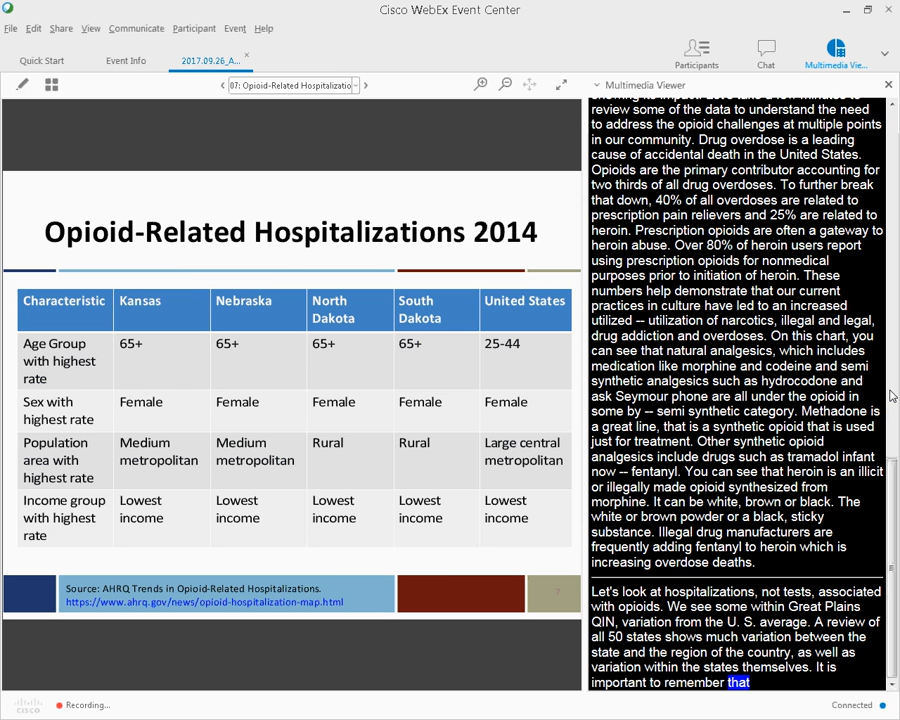 Cisco WebEx Event Center
File Edit Share View Communicate Participant Event Help
Quick Start
Event Info
2017.09.26_A...
Participants
Chat
Multimedia Vie...
07: Opioid-Related Hospitalizatio
Multimedia Viewer
Opioid-Related Hospitalizations 2014
Characteristic Kansas Nebraska North Dakota South Dakota United States
Age Group with highest rate 65+ 65+ 65+ 65+ 25-44
Sex with highest rate Female Female Female Female Female
Population area with highest rate Medium metropolitan Medium metropolitan Rural Rural Large central metropolitan
Income group with highest rate Lowest income Lowest income Lowest income Lowest income Lowest income
Source: AHRQ Trends in Opioid-Related Hospitalizations.
https://www.ahrq.gov/news/opioid-hospitalization-map.html
7
review some of the data to understand the need
to address the opioid challenges at multiple points
in our community. Drug overdose is a leading
cause of accidental death in the United States.
Opioids are the primary contributor accounting for
two thirds of all drug overdoses. To further break
that down, 40% of all overdoses are related to
prescription pain relievers and 25% are related to
heroin. Prescription opioids are often a gateway to
heroin abuse. Over 80% of heroin users report
using prescription opioids for nonmedical
purposes prior to initiation of heroin. These
numbers help demonstrate that our current
practices in culture have led to an increased
utilized -- utilization of narcotics, illegal and legal,
drug addiction and overdoses. On this chart, you
can see that natural analgesics, which includes
medication like morphine and codeine and semi
synthetic analgesics such as hydrocodone and
ask Seymour phone are all under the opioid in
some by -- semi synthetic category. Methadone is
a great line, that is a synthetic opioid that is used
just for treatment. Other synthetic opioid
analgesics include drugs such as tramadol infant
now -- fentanyl. You can see that heroin is an illicit
or illegally made opioid synthesized from
morphine. It can be white, brown or black. The
white or brown powder or a black, sticky
substance. Illegal drug manufacturers are
frequently adding fentanyl to heroin which is
increasing overdose deaths.
Let's look at hospitalizations, not tests, associated
with opioids. We see some within Great Plains
QIN, variation from the U. S. average. A review of
all 50 states shows much variation between the
state and the region of the country, as well as
variation within the states themselves. It is
important to remember that
cisco
Recording...
Connected